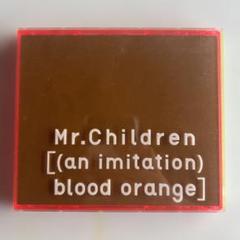 Mr.Children
[(an imitation)
blood orange]